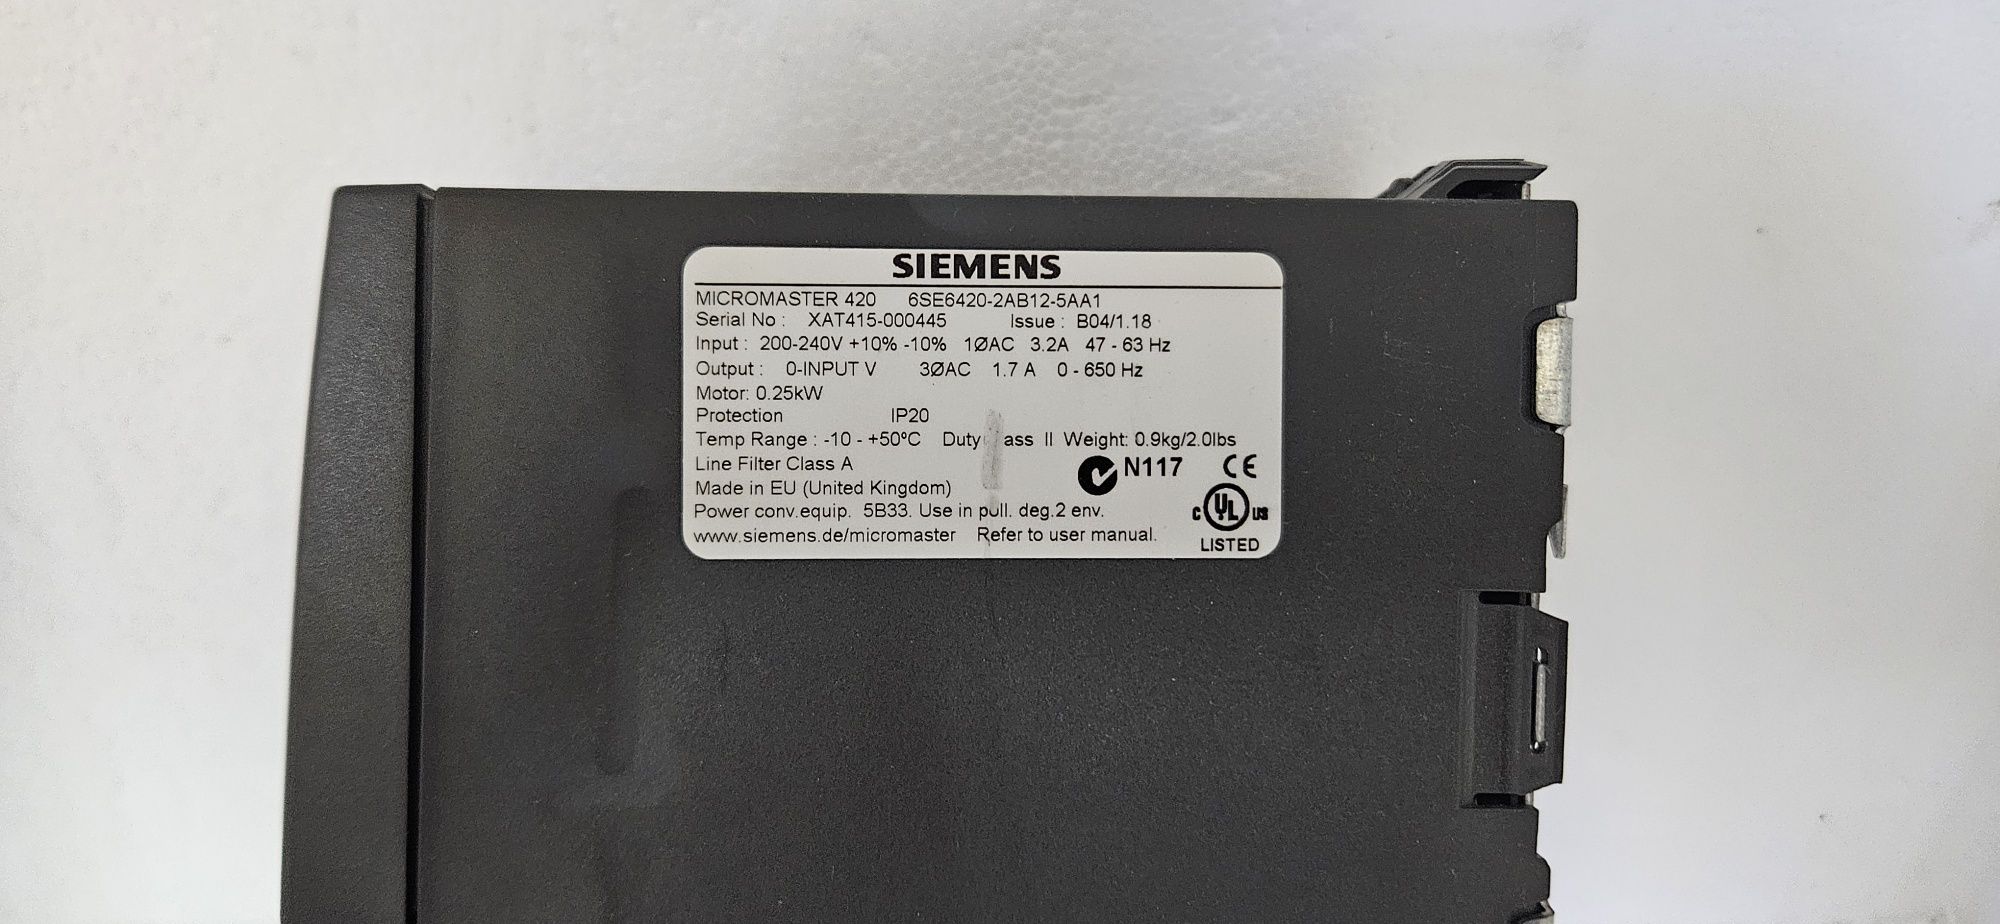 SIEMENS
MICROMASTER 420 6SE6420-2AB12-5AA1
Serial No : XAT415-000445 Issue : B04/1.18
Input : 200-240V +10% -10% 1ØAC 3.2A 47 - 63 Hz
Output : 0-INPUT V 3ØAC 1.7 A 0 - 650 Hz
Motor: 0.25kW
Protection IP20
Temp Range : -10 - +50ºC Duty ass II Weight: 0.9kg/2.0lbs
Line Filter Class A
N117 CE
Made in EU (United Kingdom)
Power conv.equip. 5B33. Use in pull. deg.2 env.
C UL US
www.siemens.de/micromaster Refer to user manual.
LISTED